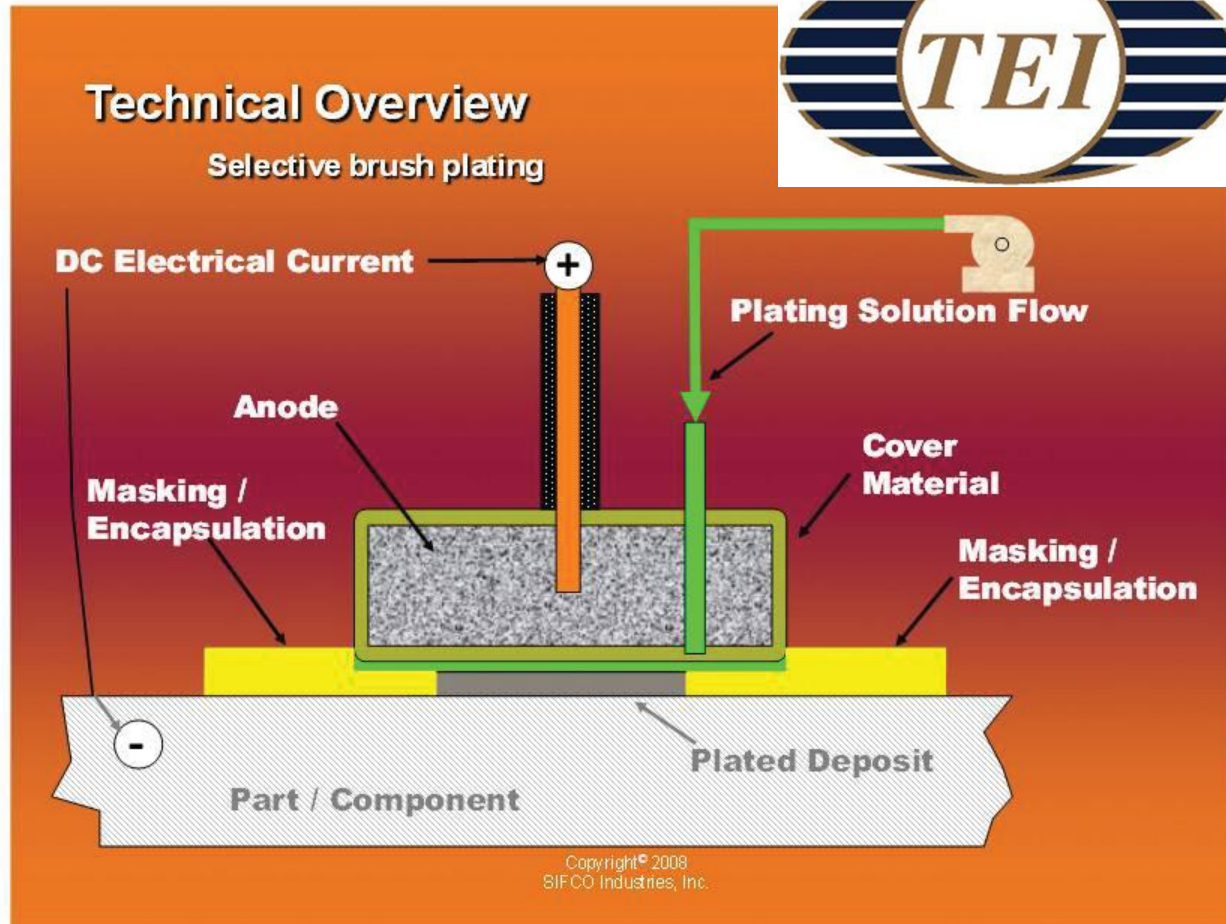 TEI
Technical Overview
Selective brush plating
DC Electrical Current
+
Plating Solution Flow
Anode
Cover
Material
Masking /
Encapsulation
Masking /
Encapsulation
-
Plated Deposit
Part / Component
Copyright© 2008
SIFCO Industries, Inc.